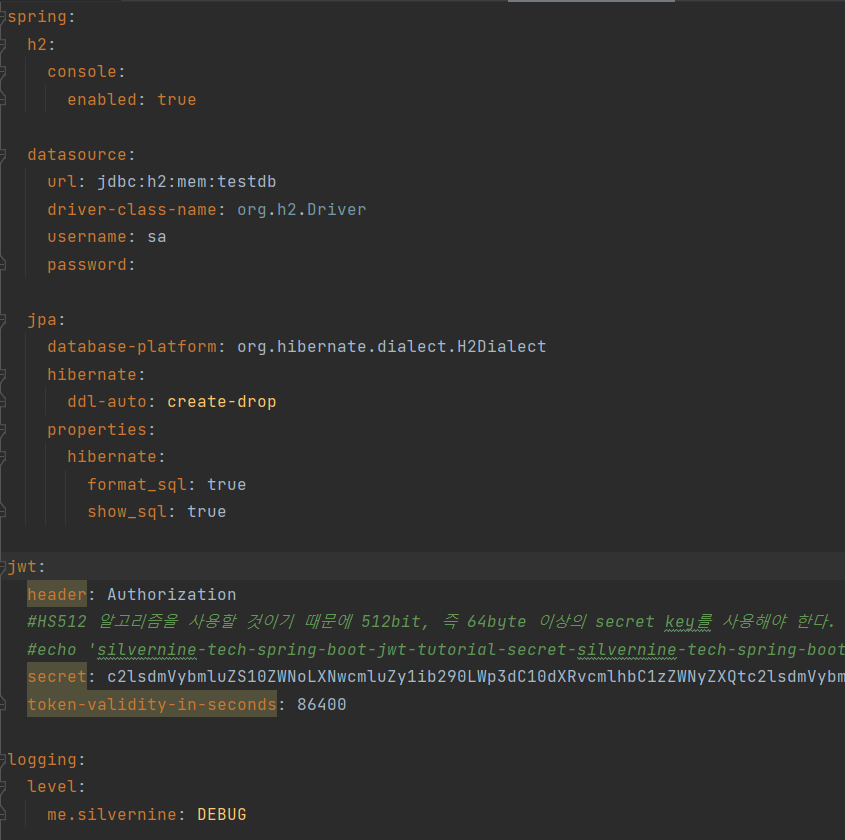 spring:
h2:
console:
enabled: true
datasource:
url: jdbc:h2:mem:testdb
driver-class-name: org.h2.Driver
username: sa
password:
jpa:
database-platform: org.hibernate.dialect.H2Dialect
hibernate:
ddl-auto: create-drop
properties:
hibernate:
format_sql: true
show_sql: true
jwt:
header: Authorization
#HS512 알고리즘을 사용할 것이기 때문에 512bit, 즉 64byte 이상의 secret key를 사용해야 한다.
#echo 'silvernine-tech-spring-boot-jwt-tutorial-secret-silvernine-tech-spring-boot
secret: c2lsdmVybmluZS10ZWNoLXNwcmluZy1ib290LWp3dC10dXRvcmlhbC1zZWNyZXQtc2lsdmVybm
token-validity-in-seconds: 86400
logging:
level:
me.silvernine: DEBUG